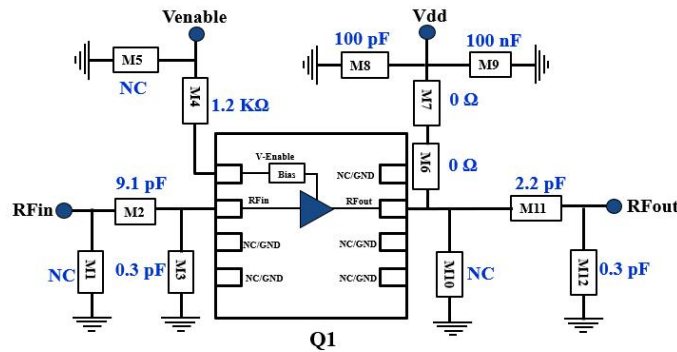 Venable
Vdd
100 pF
100 nF
M5
M8
M9
NC
M4
1.2 KΩ
M7
0 Ω
V-Enable
Bias
M6
0 Ω
NC/GND
9.1 pF
2.2 pF
RFin
M2
RFin
RFout
M11
RFout
M1
NC
0.3 pF
M3
NC/GND
NC/GND
M10
NC
M12
0.3 pF
NC/GND
NC/GND
Q1